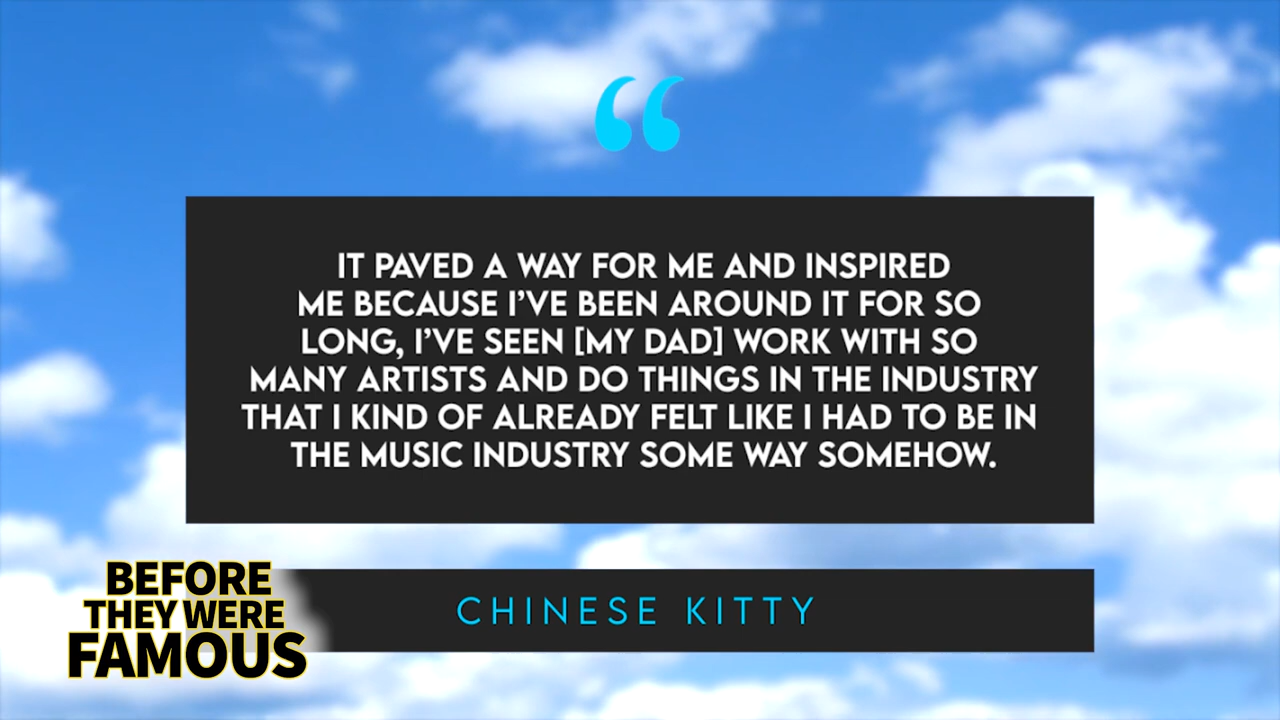 “
IT PAVED A WAY FOR ME AND INSPIRED
ME BECAUSE I’VE BEEN AROUND IT FOR SO
LONG, I’VE SEEN [MY DAD] WORK WITH SO
MANY ARTISTS AND DO THINGS IN THE INDUSTRY
THAT I KIND OF ALREADY FELT LIKE I HAD TO BE IN
THE MUSIC INDUSTRY SOME WAY SOMEHOW.
CHINESE KITTY
BEFORE
THEY WERE
FAMOUS